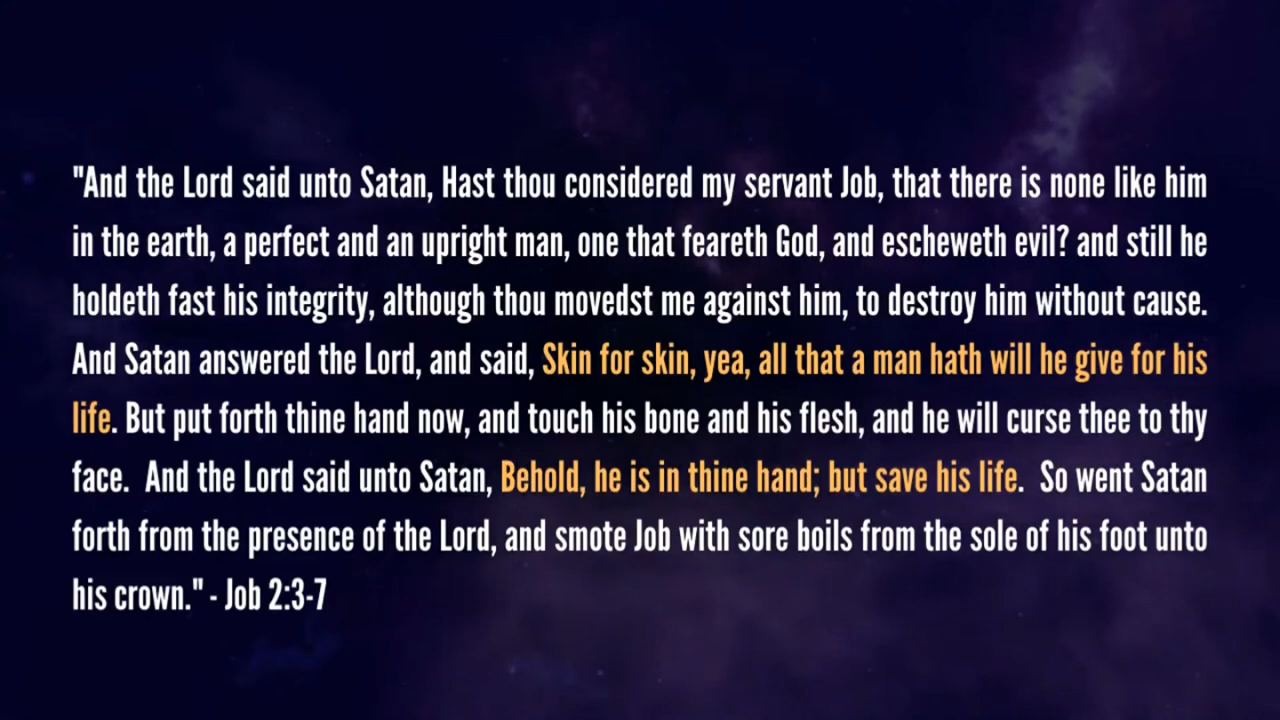 "And the Lord said unto Satan, Hast thou considered my servant Job, that there is none like him
in the earth, a perfect and an upright man, one that feareth God, and escheweth evil? and still he
holdeth fast his integrity, although thou movedst me against him, to destroy him without cause.
And Satan answered the Lord, and said, Skin for skin, yea, all that a man hath will he give for his
life. But put forth thine hand now, and touch his bone and his flesh, and he will curse thee to thy
face.  And the Lord said unto Satan, Behold, he is in thine hand; but save his life.  So went Satan
forth from the presence of the Lord, and smote Job with sore boils from the sole of his foot unto
his crown." - Job 2:3-7